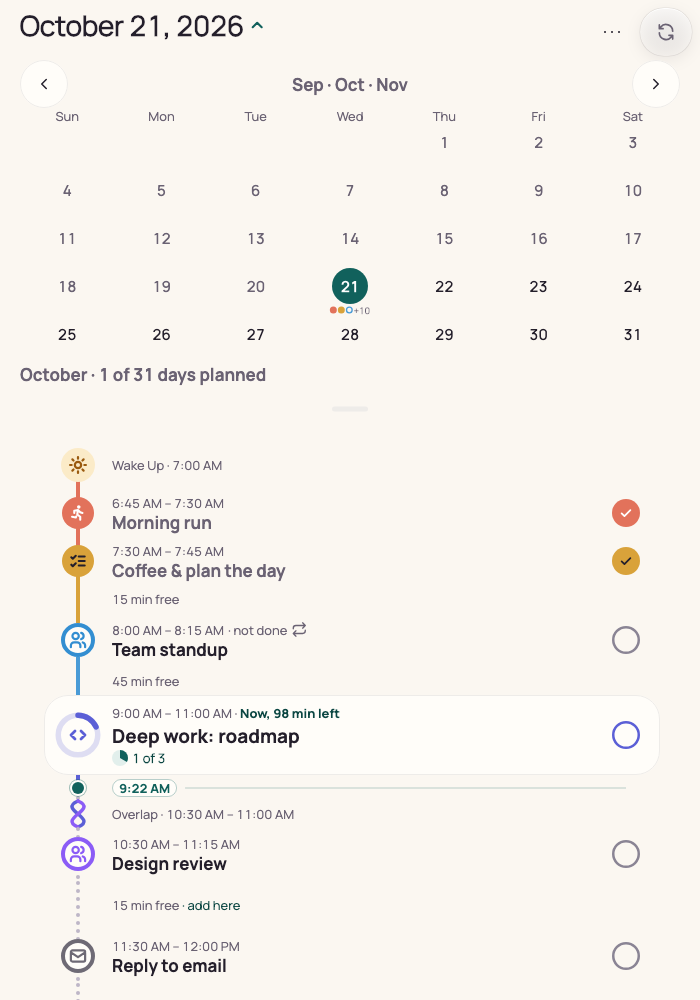 October 21, 2026
...
Sep · Oct · Nov
Sun Mon Tue Wed Thu Fri Sat
1 2 3
4 5 6 7 8 9 10
11 12 13 14 15 16 17
18 19 20 21 22 23 24
+10
25 26 27 28 29 30 31
October · 1 of 31 days planned
Wake Up · 7:00 AM
6:45 AM – 7:30 AM
Morning run
7:30 AM – 7:45 AM
Coffee & plan the day
15 min free
8:00 AM – 8:15 AM · not done
Team standup
45 min free
9:00 AM – 11:00 AM · Now, 98 min left
Deep work: roadmap
1 of 3
9:22 AM
Overlap · 10:30 AM – 11:00 AM
10:30 AM – 11:15 AM
Design review
15 min free · add here
11:30 AM – 12:00 PM
Reply to email